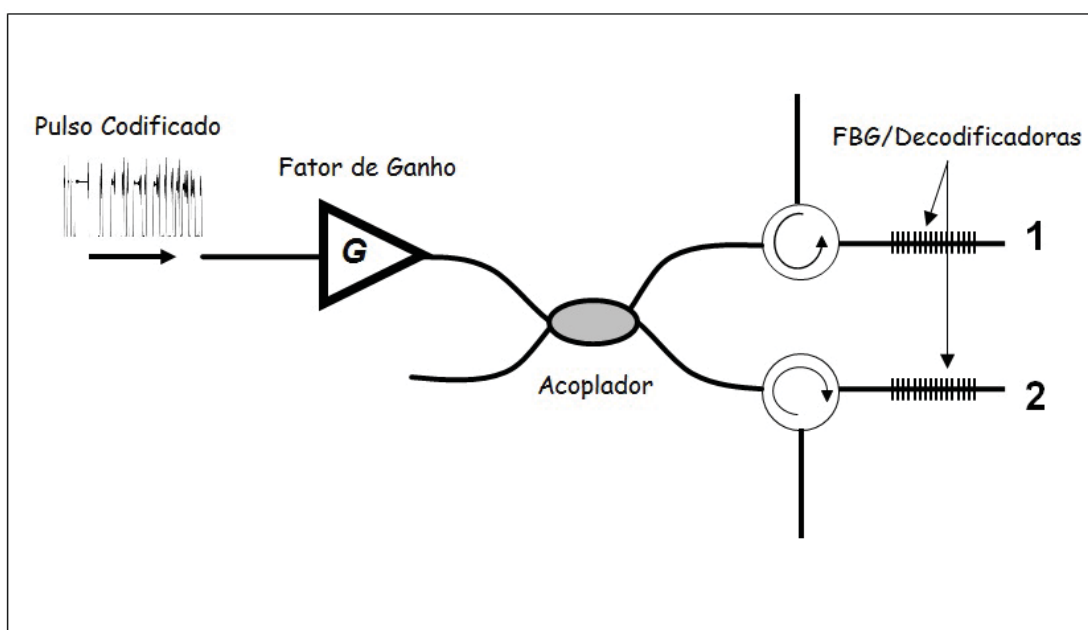 Pulso Codificado
Fator de Ganho
G
Acoplador
FBG/Decodificadoras
1
2